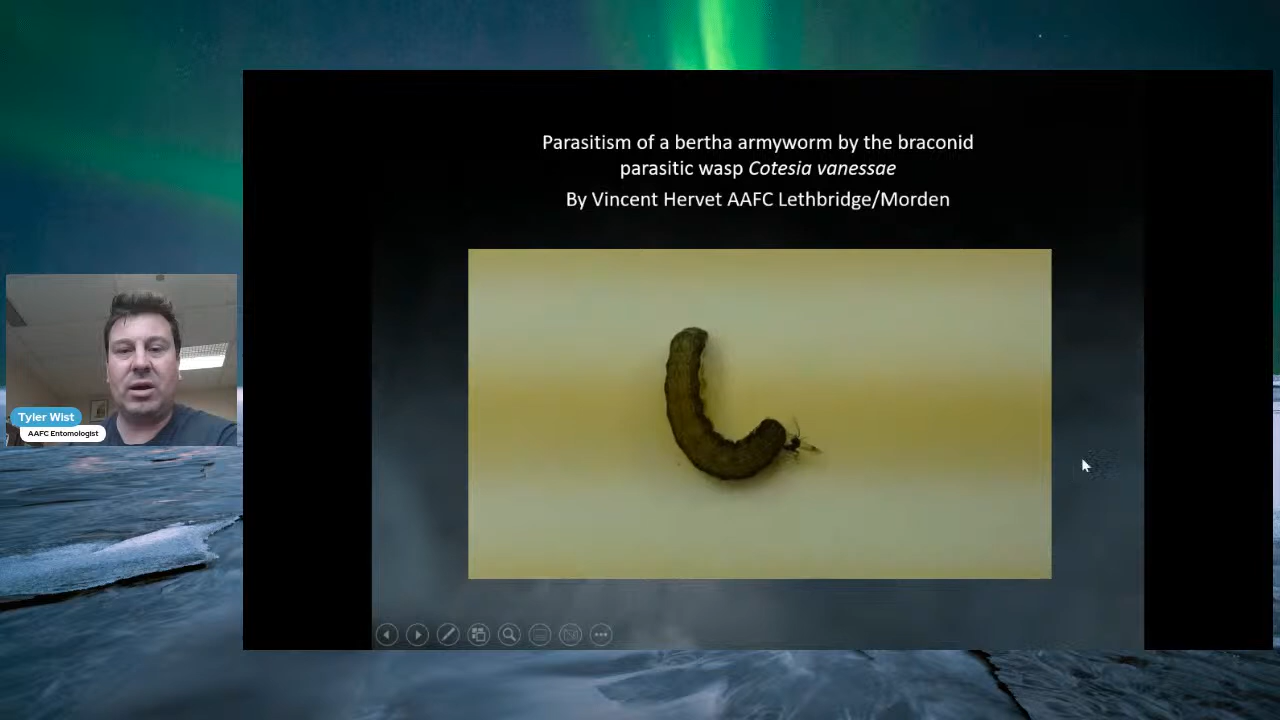 Parasitism of a bertha armyworm by the braconid
parasitic wasp Cotesia vanessae
By Vincent Hervet AAFC Lethbridge/Morden
Tyler Wist
AAFC Entomologist